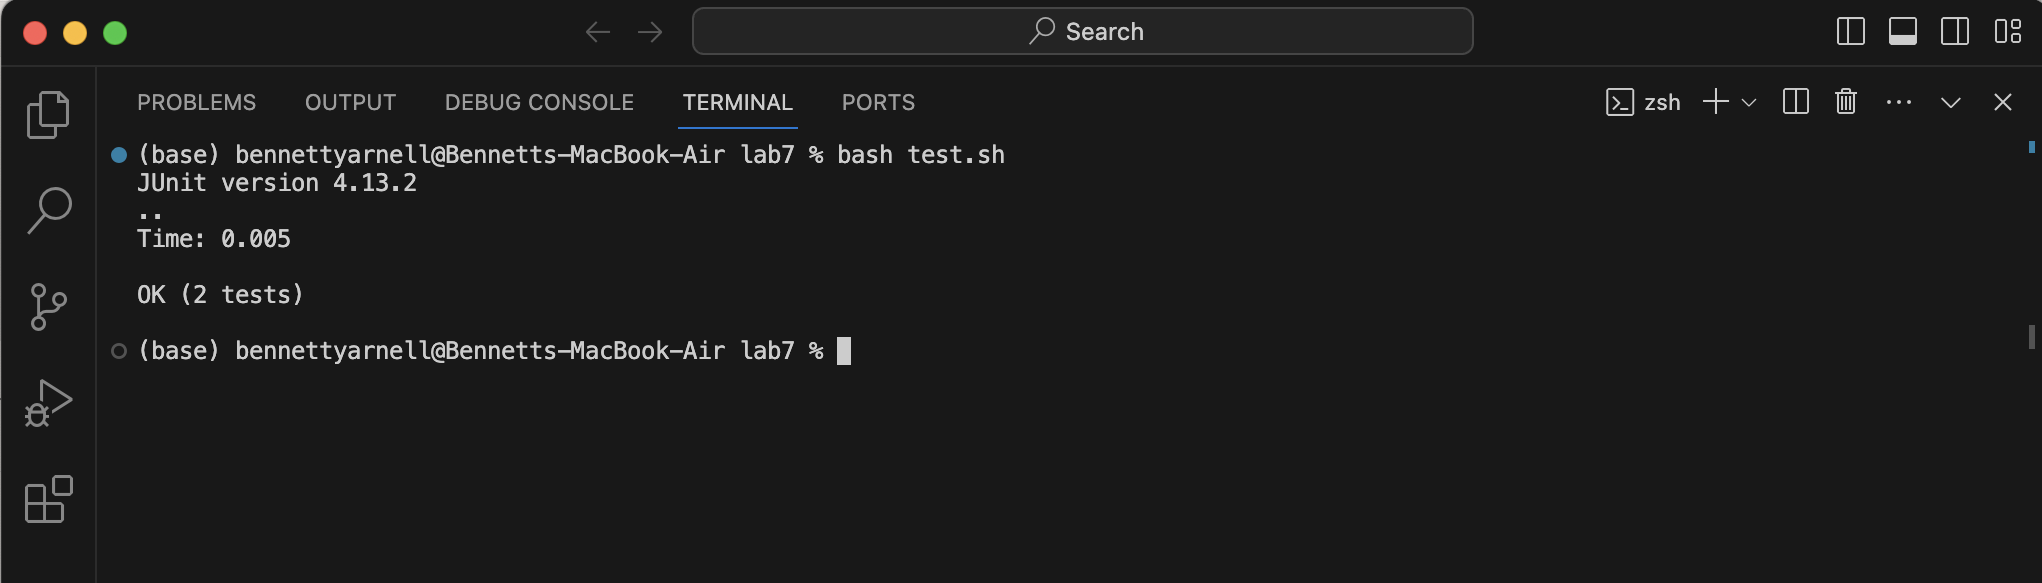 Search
PROBLEMS OUTPUT DEBUG CONSOLE TERMINAL PORTS zsh
(base) bennettyarnell@Bennetts-MacBook-Air lab7 % bash test.sh
JUnit version 4.13.2
..
Time: 0.005
OK (2 tests)
(base) bennettyarnell@Bennetts-MacBook-Air lab7 %